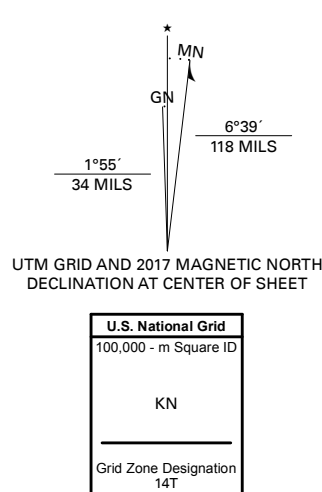 ★
MN
GN
6°39´
118 MILS
1°55´
34 MILS
UTM GRID AND 2017 MAGNETIC NORTH
DECLINATION AT CENTER OF SHEET
U.S. National Grid
100,000 - m Square ID
KN
Grid Zone Designation
14T